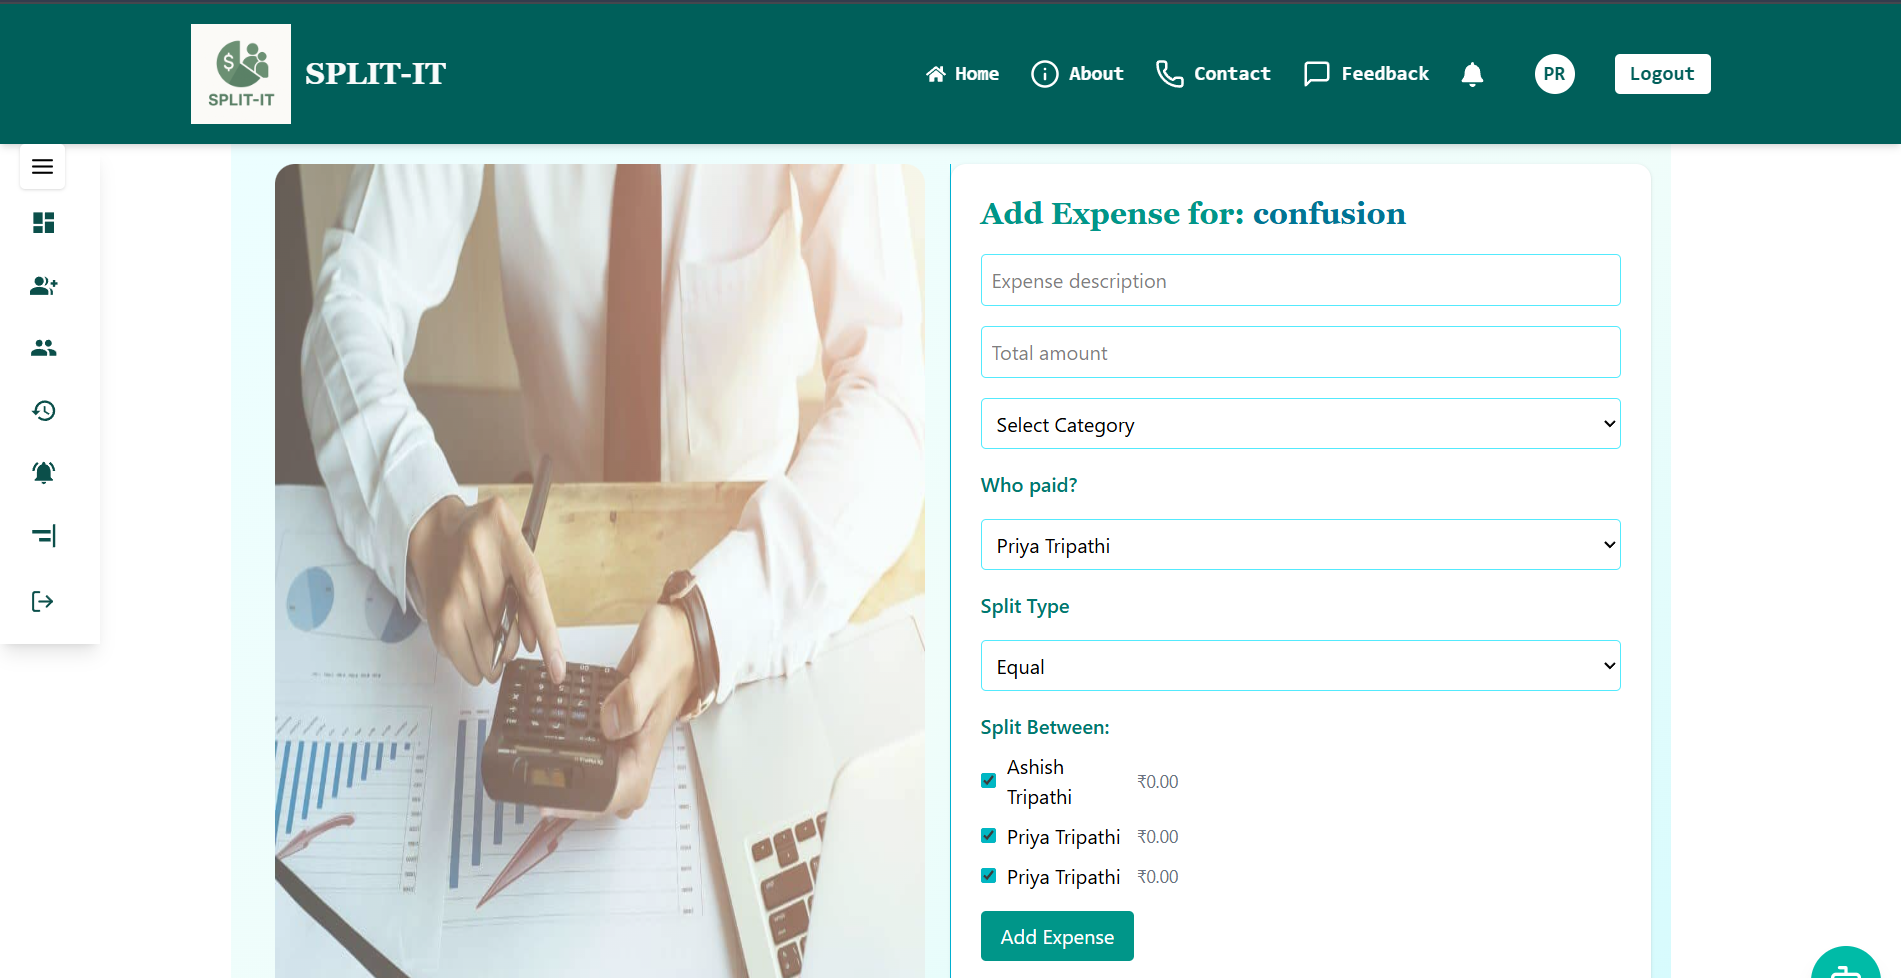 $
SPLIT-IT
SPLIT-IT
Home
About
Contact
Feedback
PR
Logout
Add Expense for: confusion
Expense description
Total amount
Select Category
Who paid?
Priya Tripathi
Split Type
Equal
Split Between:
Ashish
Tripathi
₹0.00
Priya Tripathi ₹0.00
Priya Tripathi ₹0.00
Add Expense